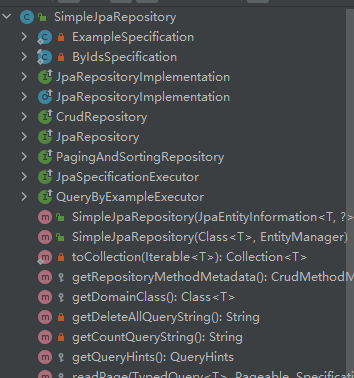 SimpleJpaRepository
ExampleSpecification
ByIdsSpecification
JpaRepositoryImplementation
JpaRepositoryImplementation
CrudRepository
JpaRepository
PagingAndSortingRepository
JpaSpecificationExecutor
QueryByExampleExecutor
SimpleJpaRepository(JpaEntityInformation<T, ?>
SimpleJpaRepository(Class<T>, EntityManager)
toCollection(Iterable<T>): Collection<T>
getRepositoryMethodMetadata(): CrudMethodM
getDomainClass(): Class<T>
getDeleteAllQueryString(): String
getCountQueryString(): String
getQueryHints(): QueryHints
readPage(TypedQuery<T>, Pageable, Specificati